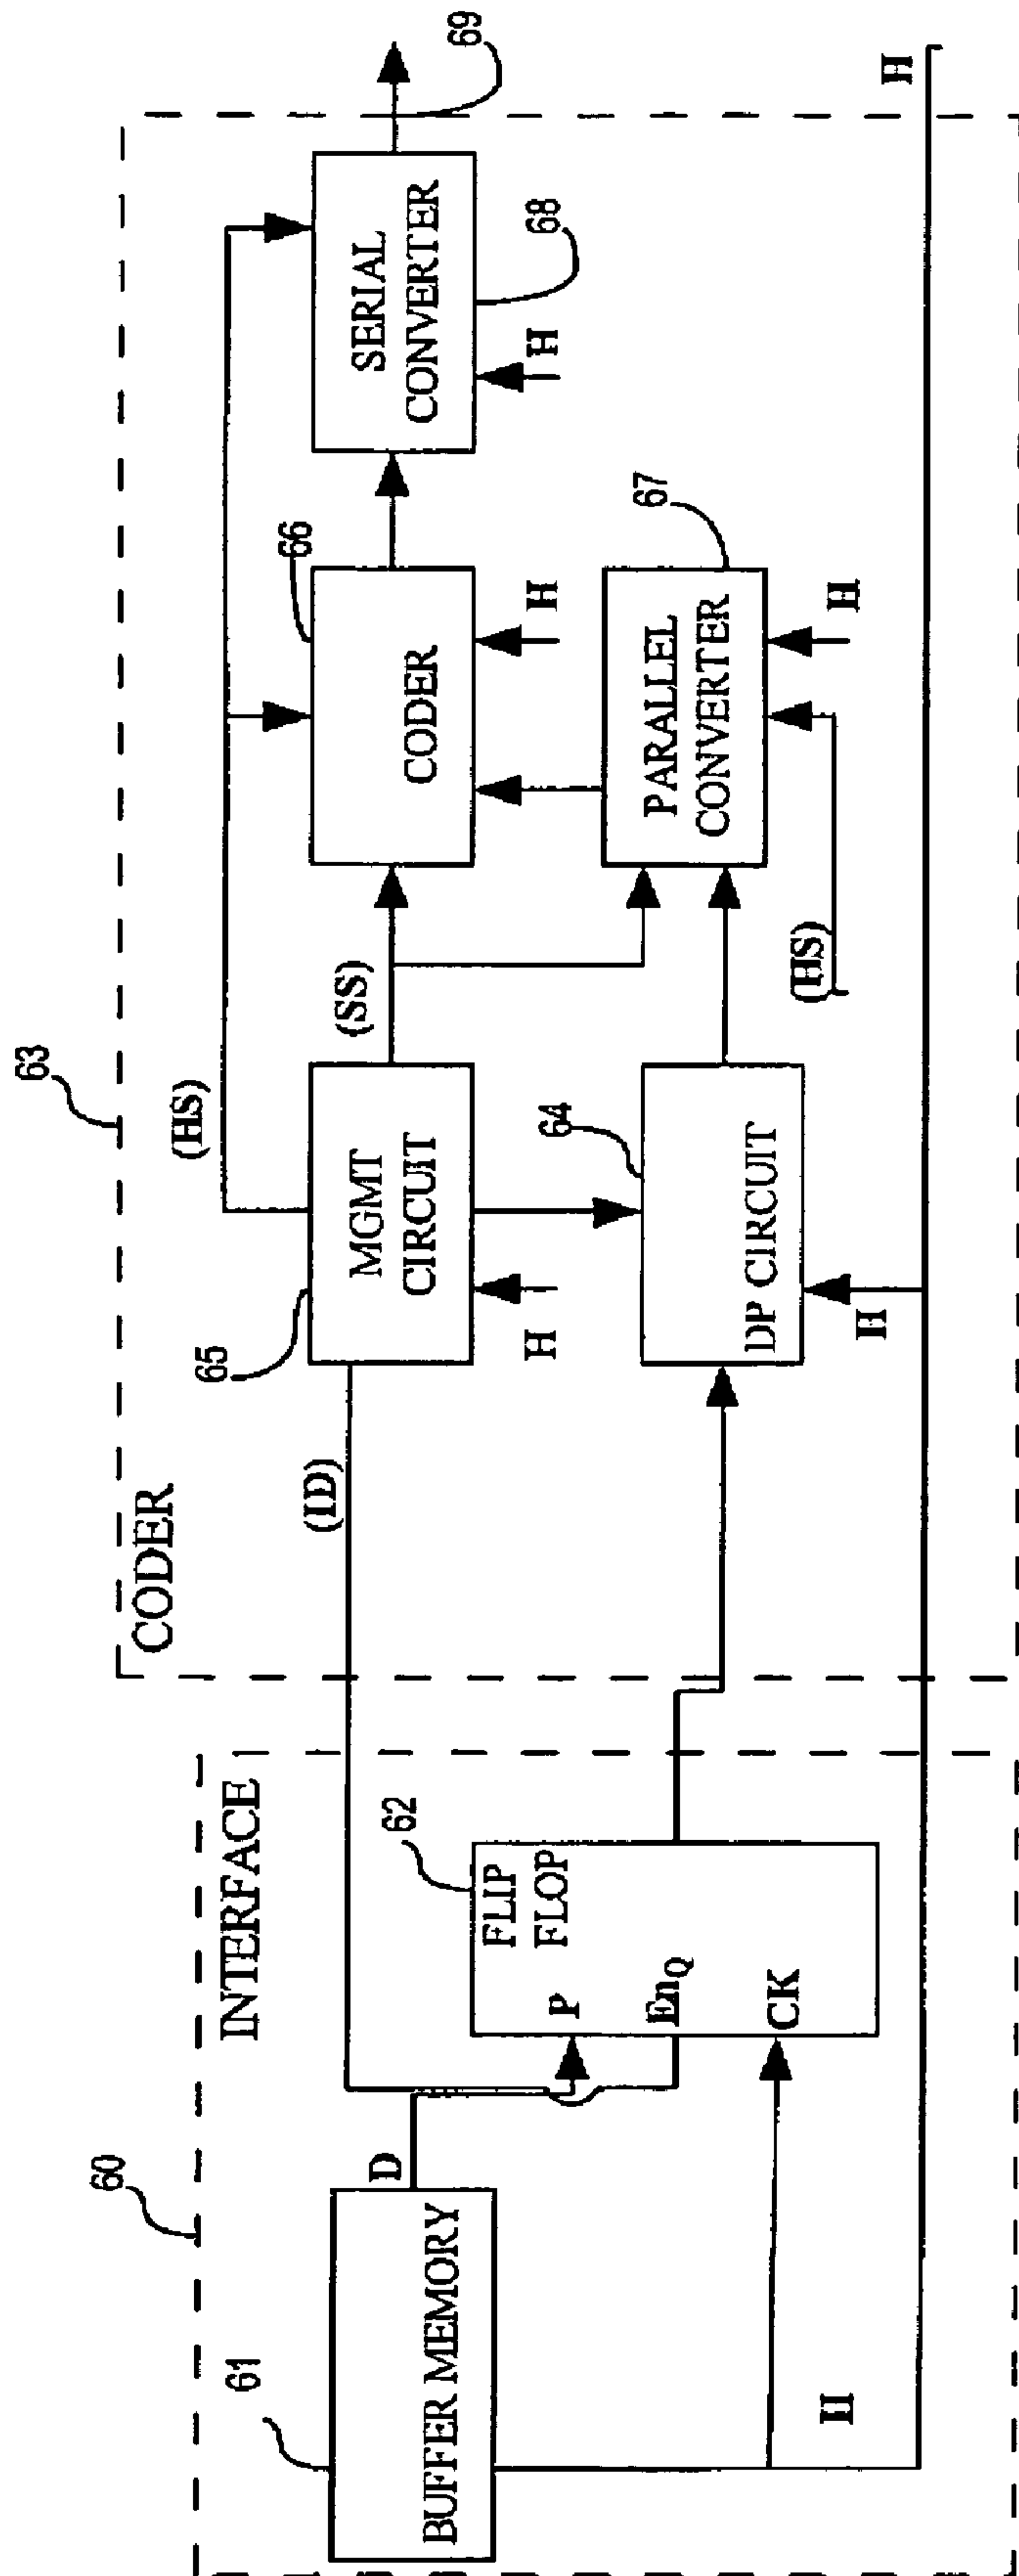 60
INTERFACE
61
BUFFER MEMORY
D
62
FLIP
FLOP
P
EnQ
CK
H
63
CODER
(ID)
(HS)
65
MGMT
CIRCUIT
H
(SS)
64
DP CIRCUIT
H
66
CODER
H
67
PARALLEL
CONVERTER
(HS)
H
SERIAL
CONVERTER
68
H
69
H